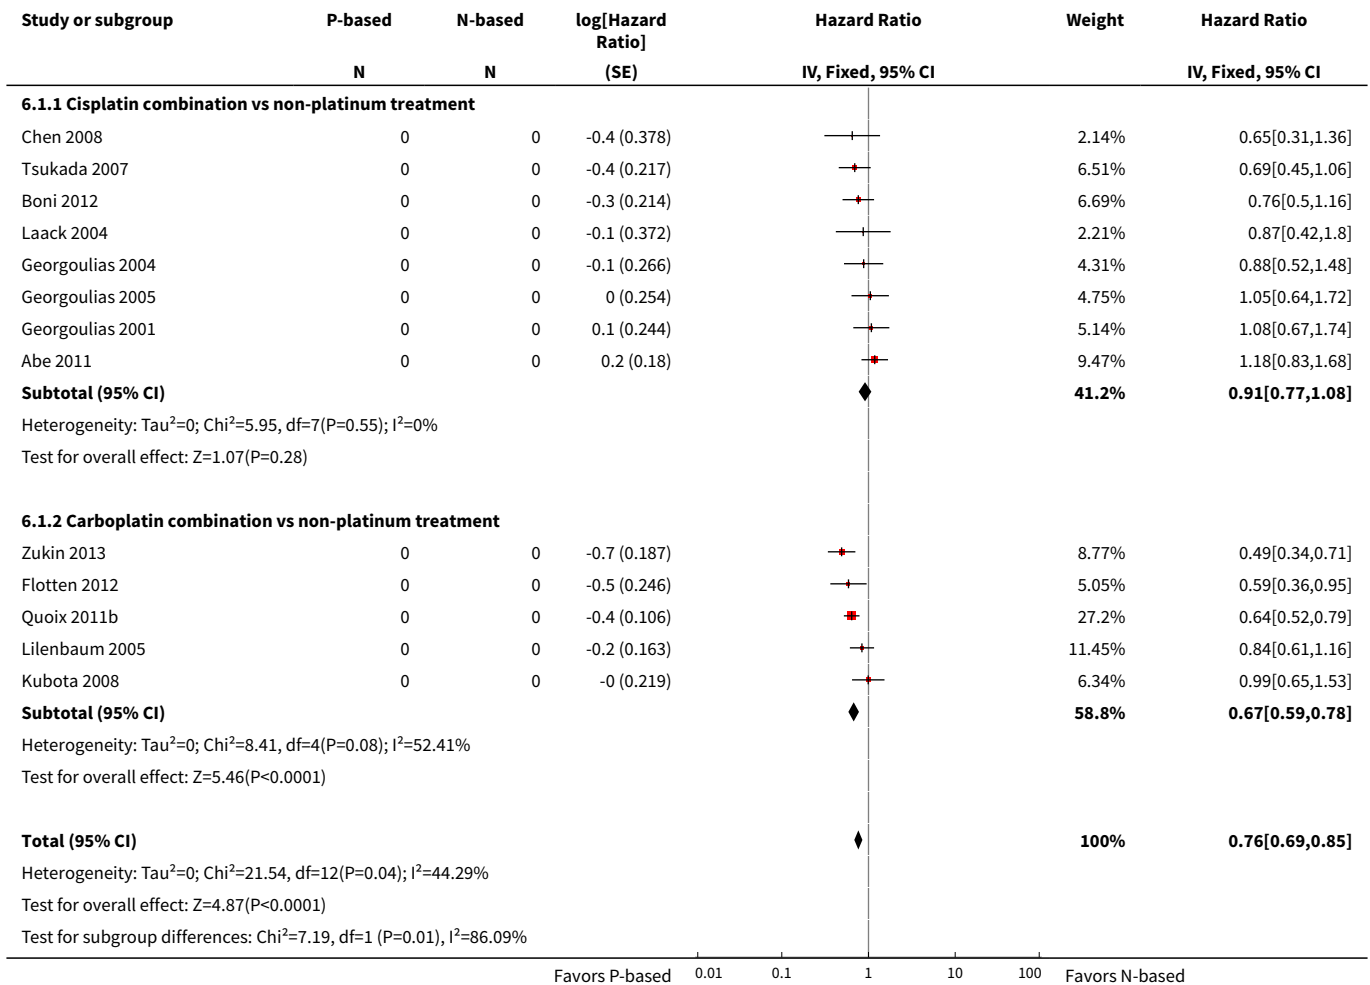 Study or subgroup P-based N-based log[Hazard Ratio] Hazard Ratio Weight Hazard Ratio
N N (SE) IV, Fixed, 95% CI IV, Fixed, 95% CI
6.1.1 Cisplatin combination vs non-platinum treatment
Chen 2008 0 0 -0.4 (0.378) 2.14% 0.65[0.31,1.36]
Tsukada 2007 0 0 -0.4 (0.217) 6.51% 0.69[0.45,1.06]
Boni 2012 0 0 -0.3 (0.214) 6.69% 0.76[0.5,1.16]
Laack 2004 0 0 -0.1 (0.372) 2.21% 0.87[0.42,1.8]
Georgoulias 2004 0 0 -0.1 (0.266) 4.31% 0.88[0.52,1.48]
Georgoulias 2005 0 0 0 (0.254) 4.75% 1.05[0.64,1.72]
Georgoulias 2001 0 0 0.1 (0.244) 5.14% 1.08[0.67,1.74]
Abe 2011 0 0 0.2 (0.18) 9.47% 1.18[0.83,1.68]
Subtotal (95% CI) 41.2% 0.91[0.77,1.08]
Heterogeneity: Tau²=0; Chi²=5.95, df=7(P=0.55); I²=0%
Test for overall effect: Z=1.07(P=0.28)
6.1.2 Carboplatin combination vs non-platinum treatment
Zukin 2013 0 0 -0.7 (0.187) 8.77% 0.49[0.34,0.71]
Flotten 2012 0 0 -0.5 (0.246) 5.05% 0.59[0.36,0.95]
Quoix 2011b 0 0 -0.4 (0.106) 27.2% 0.64[0.52,0.79]
Lilenbaum 2005 0 0 -0.2 (0.163) 11.45% 0.84[0.61,1.16]
Kubota 2008 0 0 -0 (0.219) 6.34% 0.99[0.65,1.53]
Subtotal (95% CI) 58.8% 0.67[0.59,0.78]
Heterogeneity: Tau²=0; Chi²=8.41, df=4(P=0.08); I²=52.41%
Test for overall effect: Z=5.46(P<0.0001)
Total (95% CI) 100% 0.76[0.69,0.85]
Heterogeneity: Tau²=0; Chi²=21.54, df=12(P=0.04); I²=44.29%
Test for overall effect: Z=4.87(P<0.0001)
Test for subgroup differences: Chi²=7.19, df=1 (P=0.01), I²=86.09%
Favors P-based 0.01 0.1 1 10 100 Favors N-based